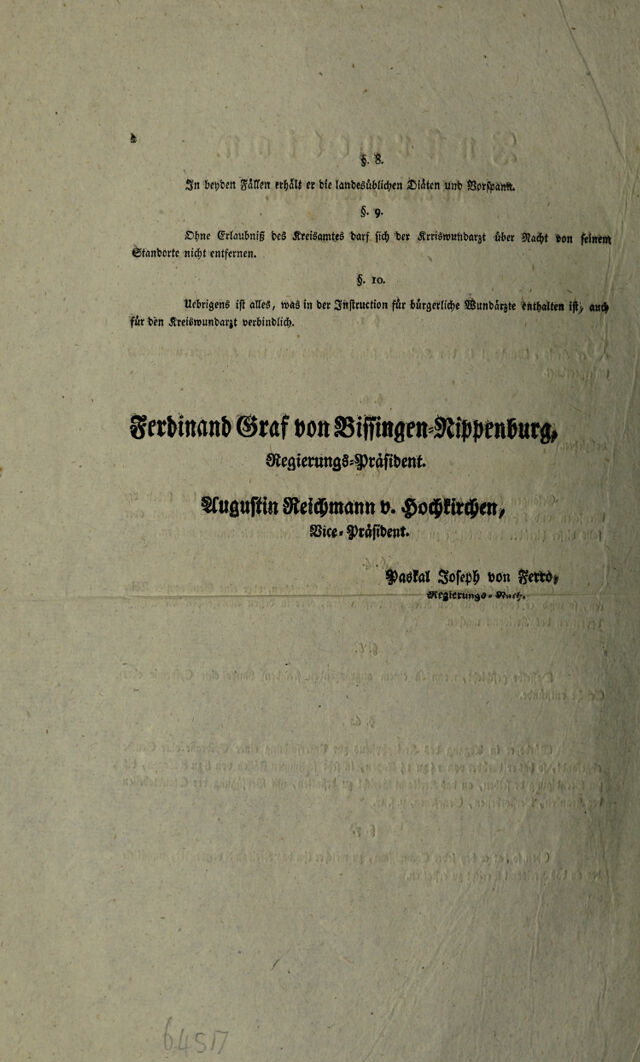 §. 8.
In beyden Fällen erhält er die landesüblichen Diäten und Vorspann.
§. 9.
Ohne Erlaubniß des Kreisamtes darf sich der Kreiswundarzt über Nacht von seinem
Standorte nicht entfernen.
§. 10.
Uebrigens ist alles, was in der Instruction für bürgerliche Wundärzte enthalten ist, auch
für den Kreiswundarzt verbindlich.
Ferdinand Graf von Bissingen-Nippenburg,
Regierungs-Präsident.
Augustin Reichmann v. Hochkirchen,
Vice-Präsident.
Paskal Joseph von Ferro,
Regierungs-Rath.
6457